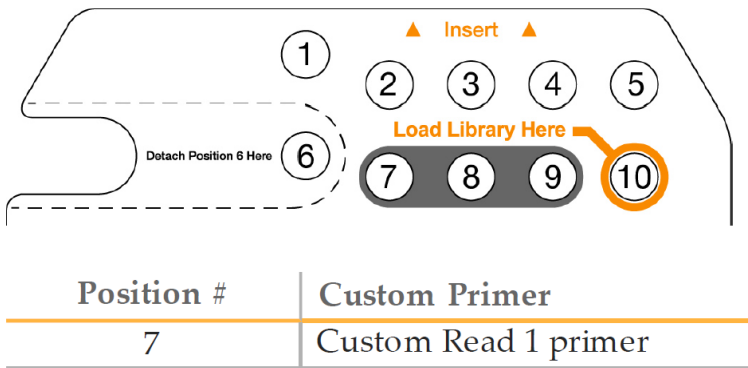 ▲ Insert ▲
1
2 3 4 5
Load Library Here
Detach Position 6 Here 6
7 8 9 10
Position # Custom Primer
7 Custom Read 1 primer